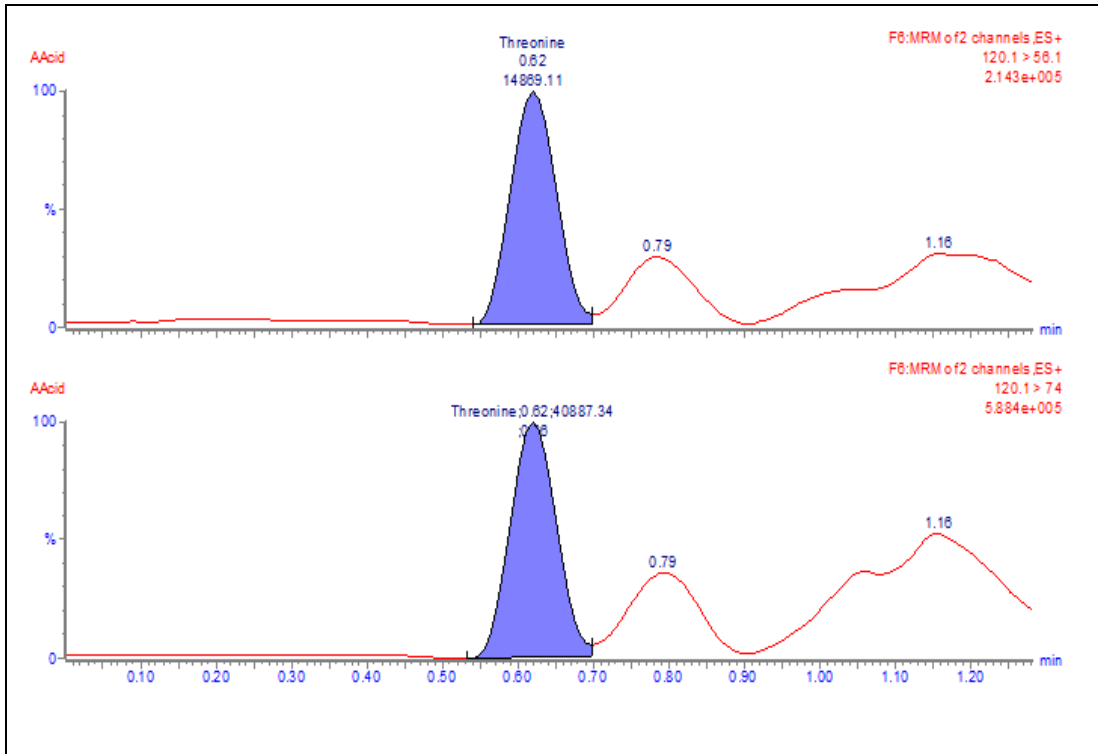 Threonine
0.62
14869.11
F6:MRM of 2 channels,ES+
120.1 > 56.1
2.143e+005
AAcid
100
%
0
0.79
1.16
min
F6:MRM of 2 channels,ES+
120.1 > 74
5.884e+005
AAcid
100
%
0
Threonine;0.62;40887.34
0.79
1.16
min
0.10 0.20 0.30 0.40 0.50 0.60 0.70 0.80 0.90 1.00 1.10 1.20